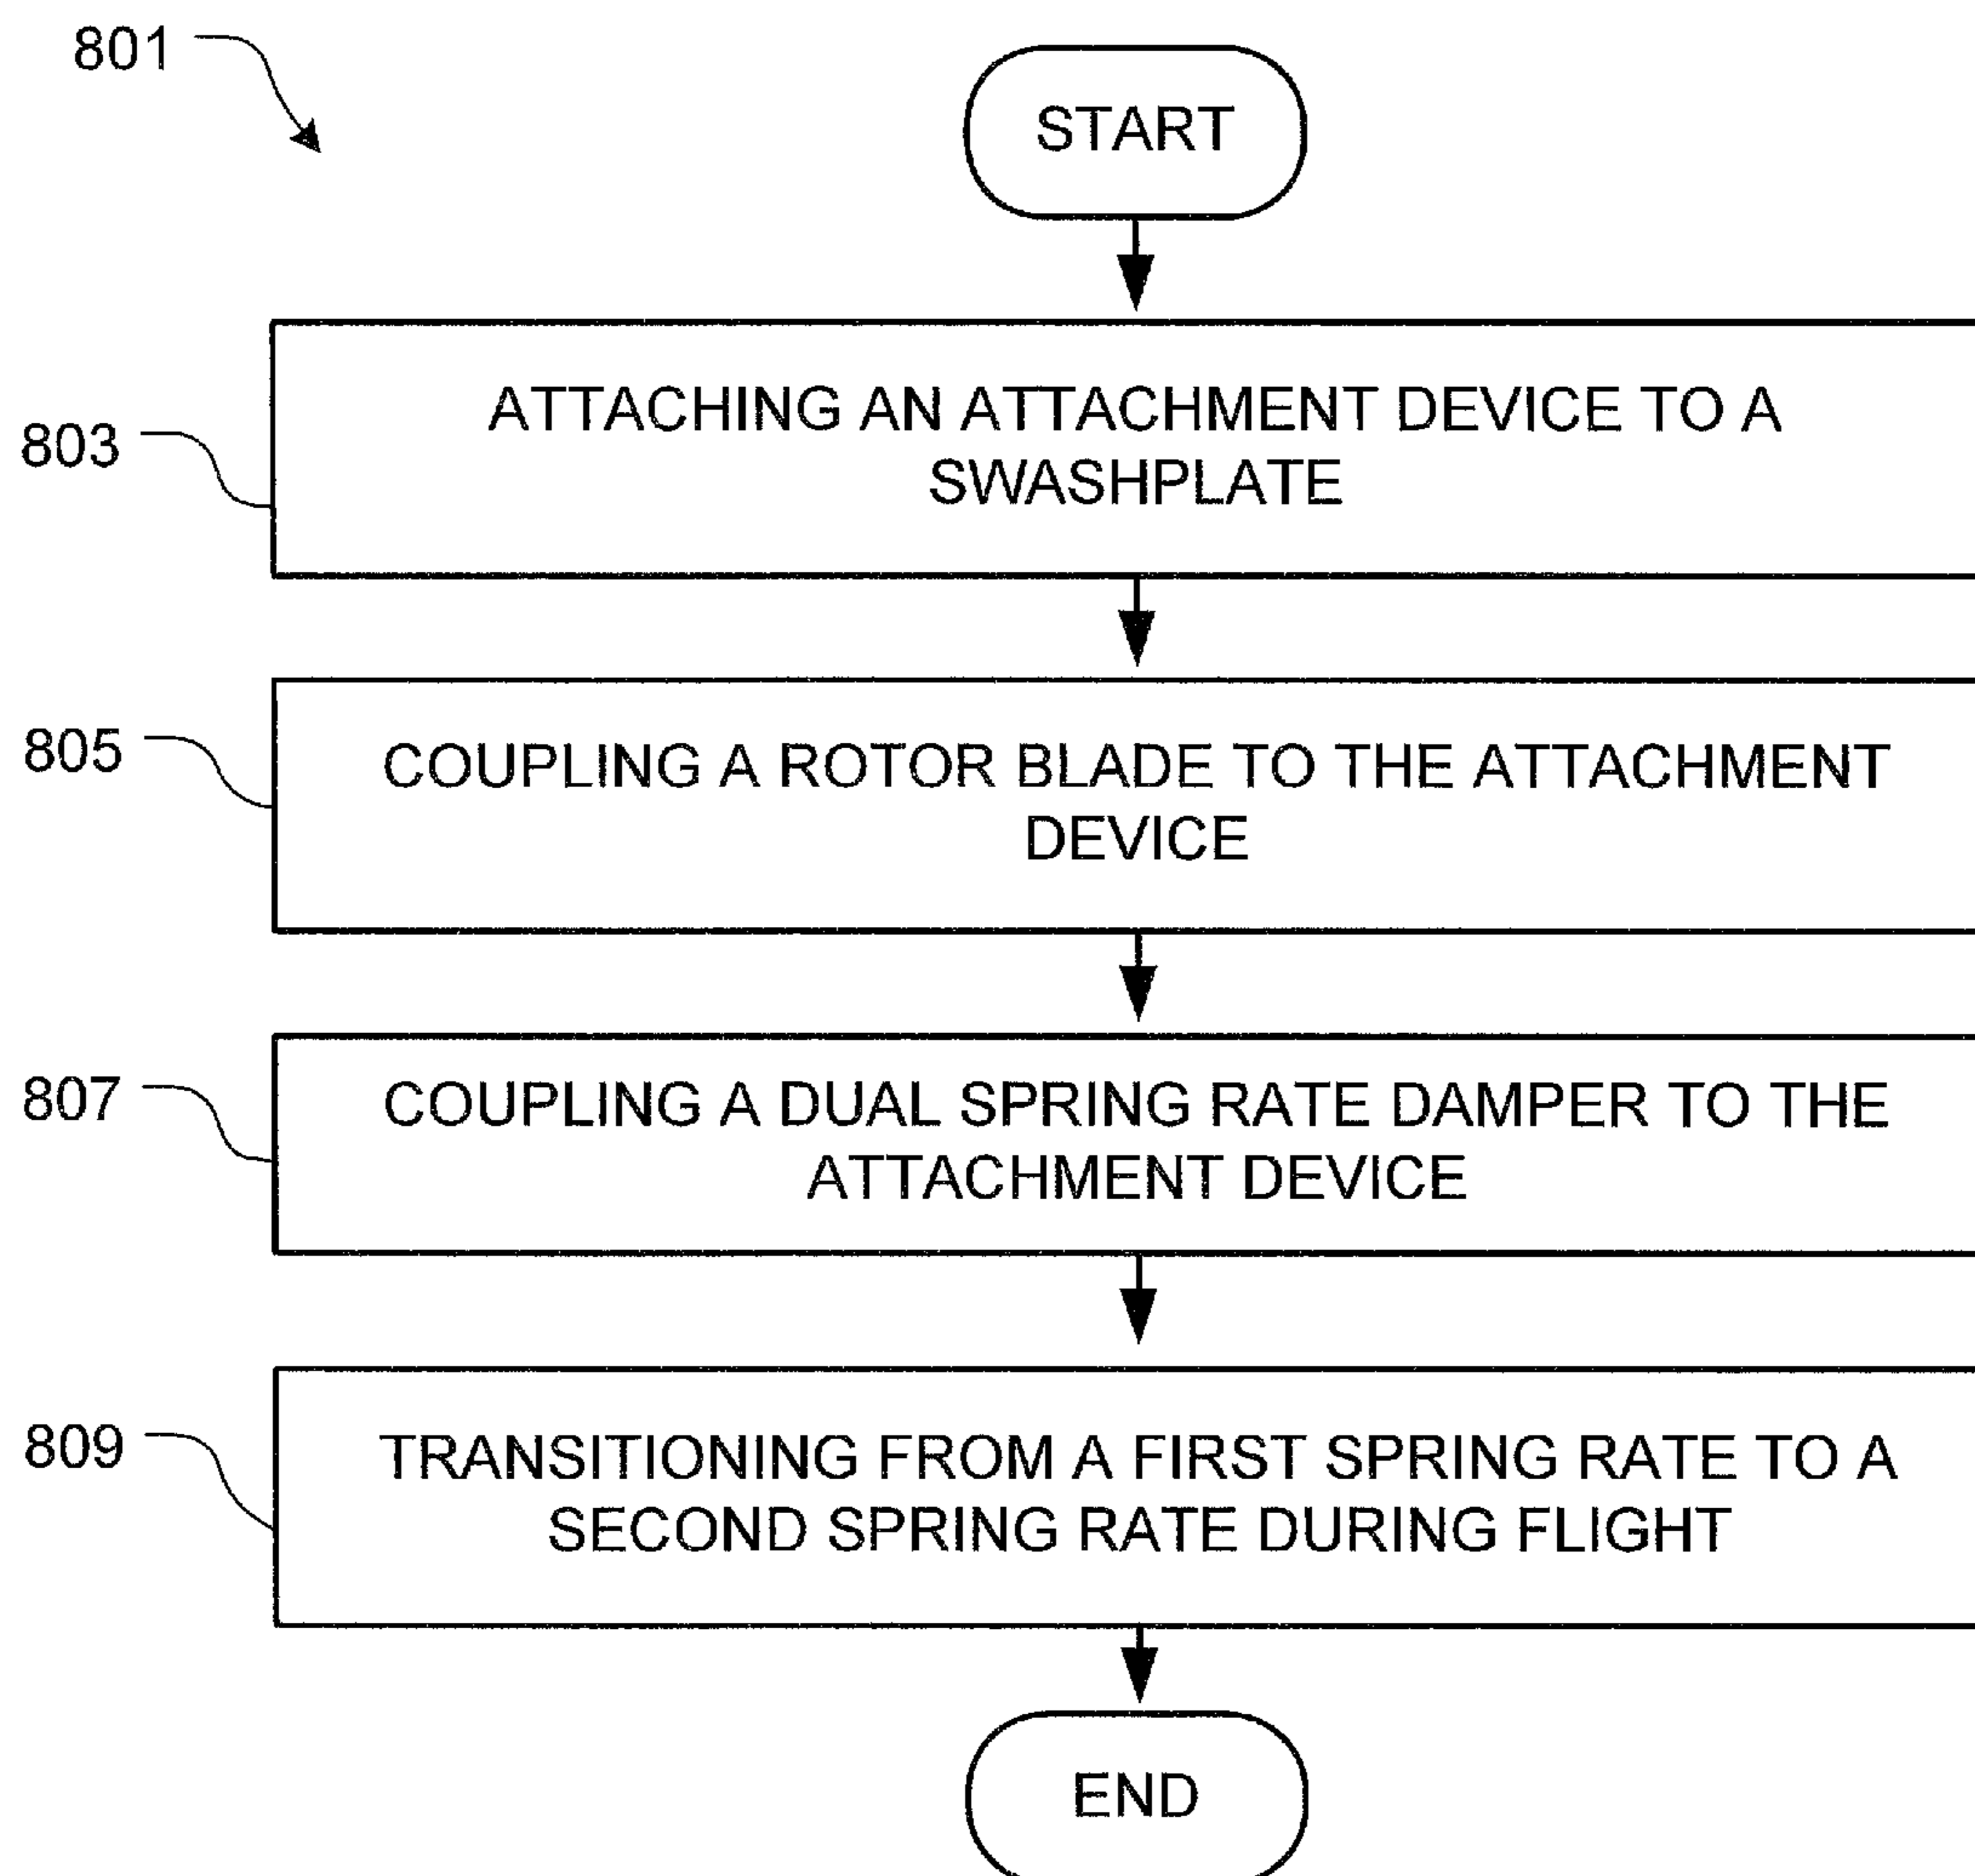 801
START
803
ATTACHING AN ATTACHMENT DEVICE TO A
SWASHPLATE
805
COUPLING A ROTOR BLADE TO THE ATTACHMENT
DEVICE
807
COUPLING A DUAL SPRING RATE DAMPER TO THE
ATTACHMENT DEVICE
809
TRANSITIONING FROM A FIRST SPRING RATE TO A
SECOND SPRING RATE DURING FLIGHT
END